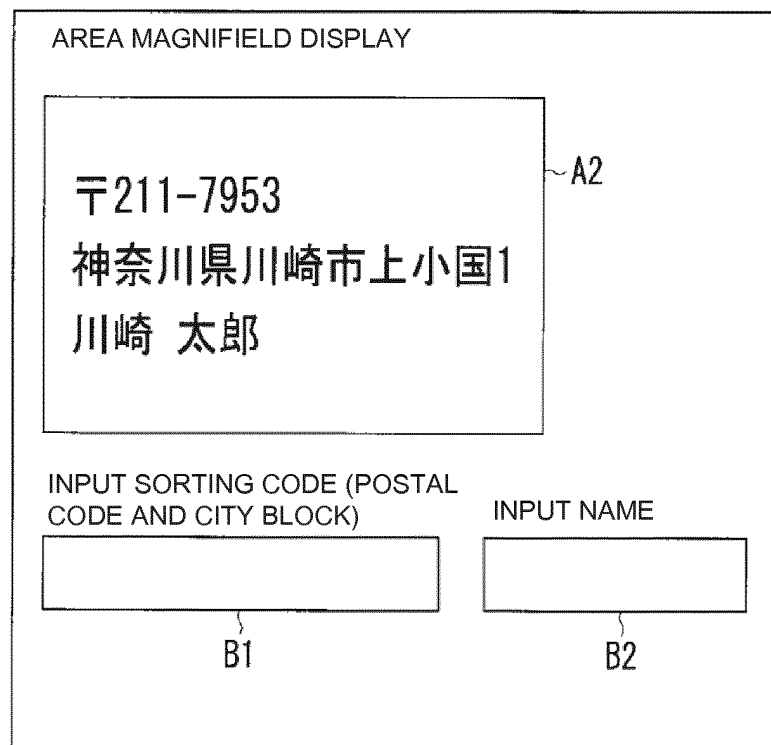 AREA MAGNIFIELD DISPLAY
A2
〒211-7953
神奈川県川崎市上小国1
川崎 太郎
INPUT SORTING CODE (POSTAL
CODE AND CITY BLOCK)
INPUT NAME
B1
B2